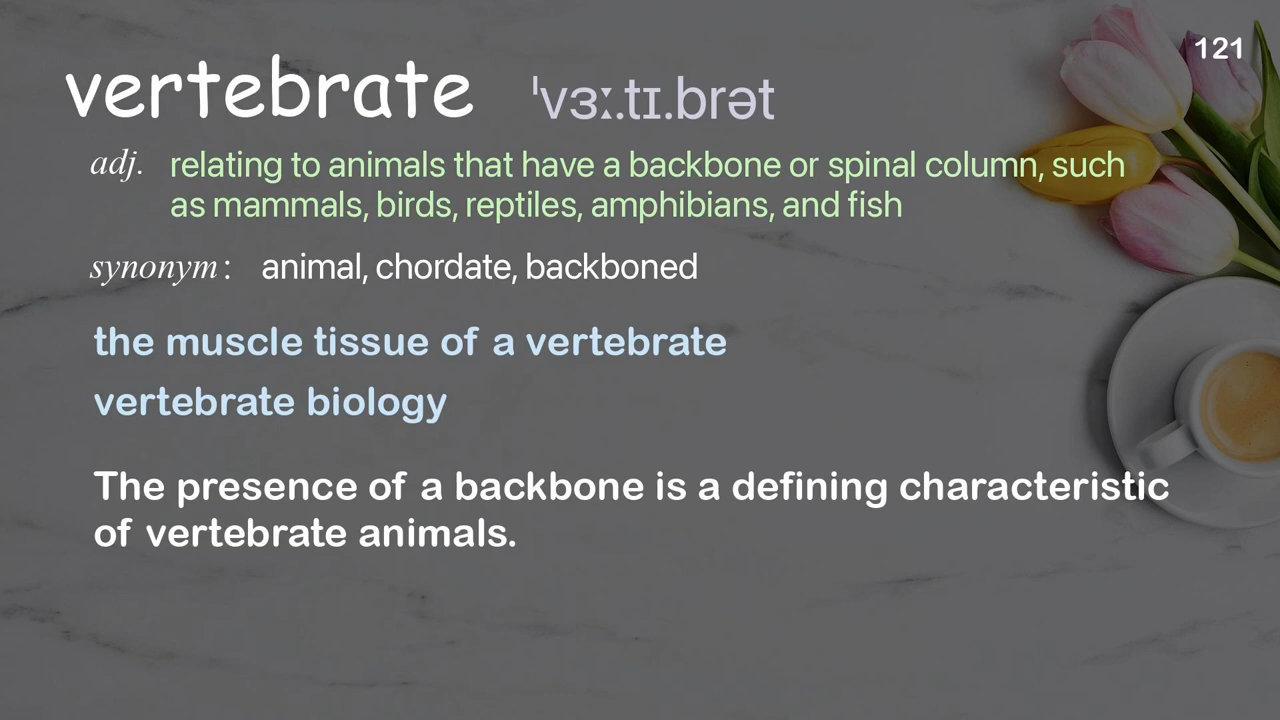 121
vertebrate ˈvɜː.tɪ.brət
adj. relating to animals that have a backbone or spinal column, such
as mammals, birds, reptiles, amphibians, and fish
synonym: animal, chordate, backboned
the muscle tissue of a vertebrate
vertebrate biology
The presence of a backbone is a defining characteristic
of vertebrate animals.